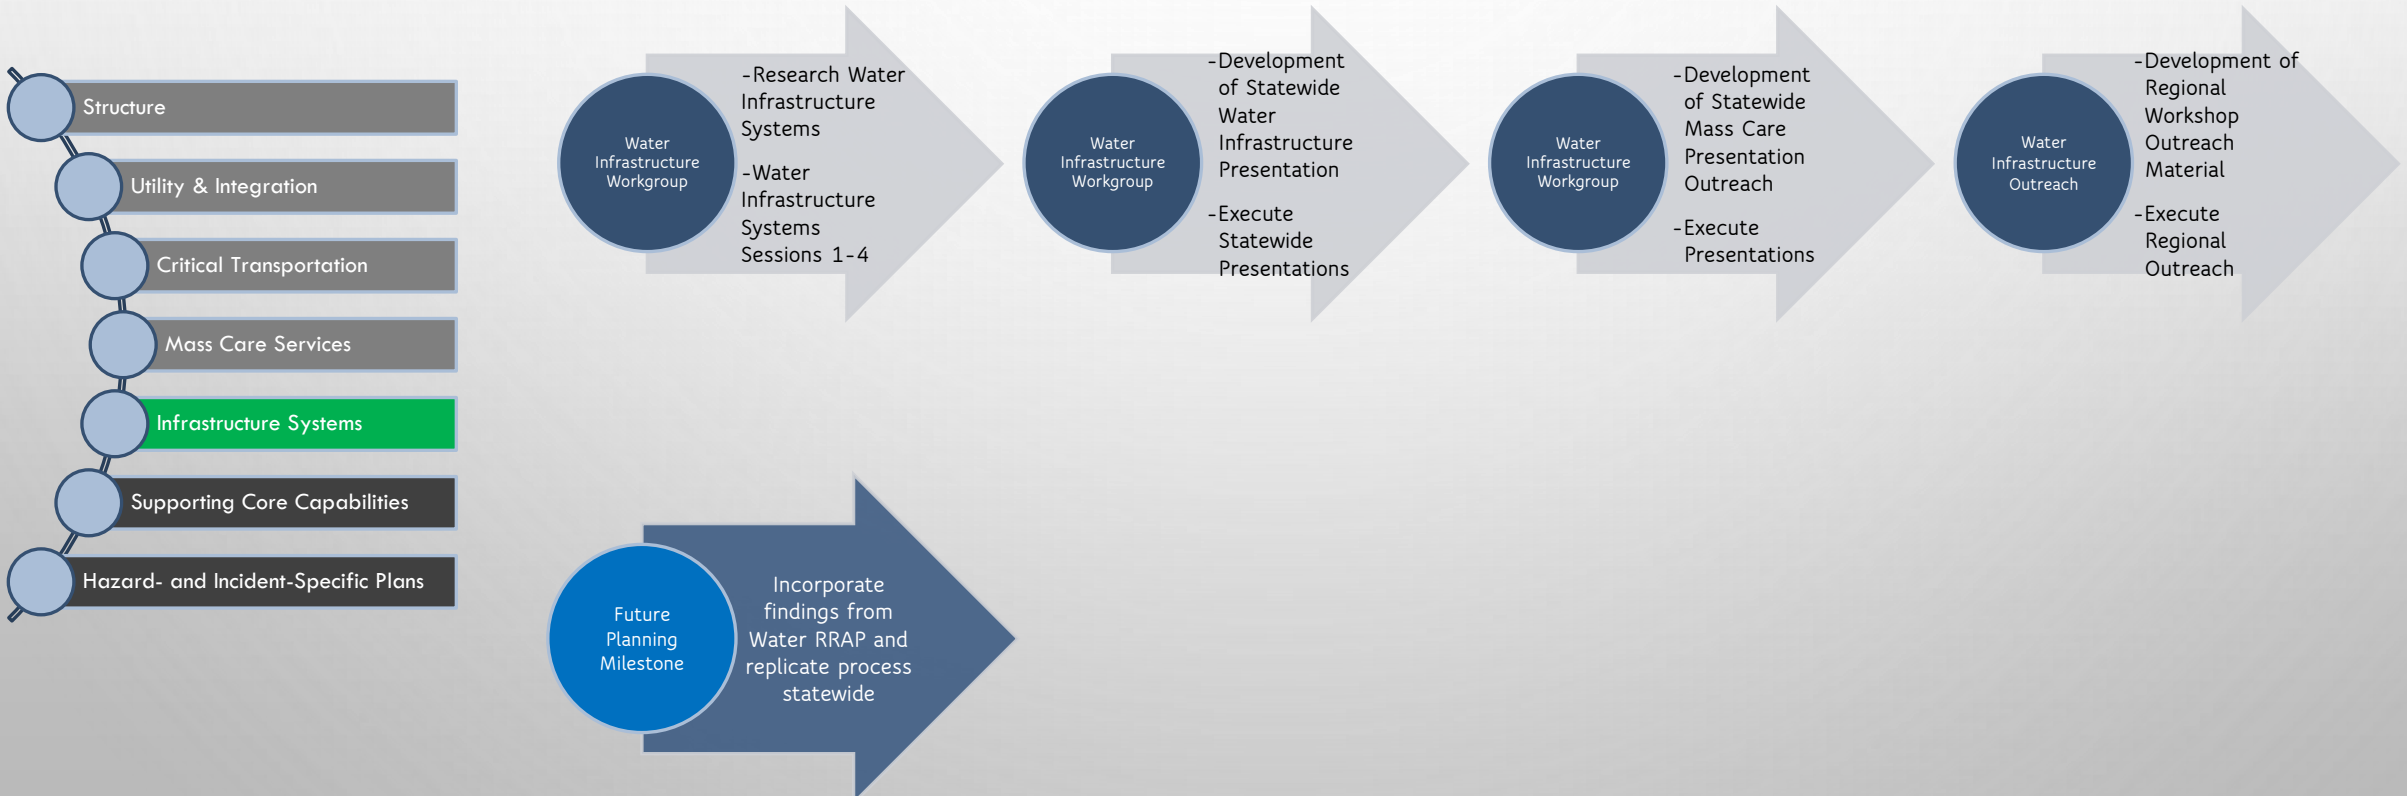 Structure
Utility & Integration
Critical Transportation
Mass Care Services
Infrastructure Systems
Supporting Core Capabilities
Hazard- and Incident-Specific Plans
Water
Infrastructure
Workgroup
-Research Water
Infrastructure
Systems
-Water
Infrastructure
Systems
Sessions 1-4
Water
Infrastructure
Workgroup
-Development
of Statewide
Water
Infrastructure
Presentation
-Execute
Statewide
Presentations
Water
Infrastructure
Workgroup
-Development
of Statewide
Mass Care
Presentation
Outreach
-Execute
Presentations
Water
Infrastructure
Outreach
-Development of
Regional
Workshop
Outreach
Material
-Execute
Regional
Outreach
Future
Planning
Milestone
Incorporate
findings from
Water RRAP and
replicate process
statewide